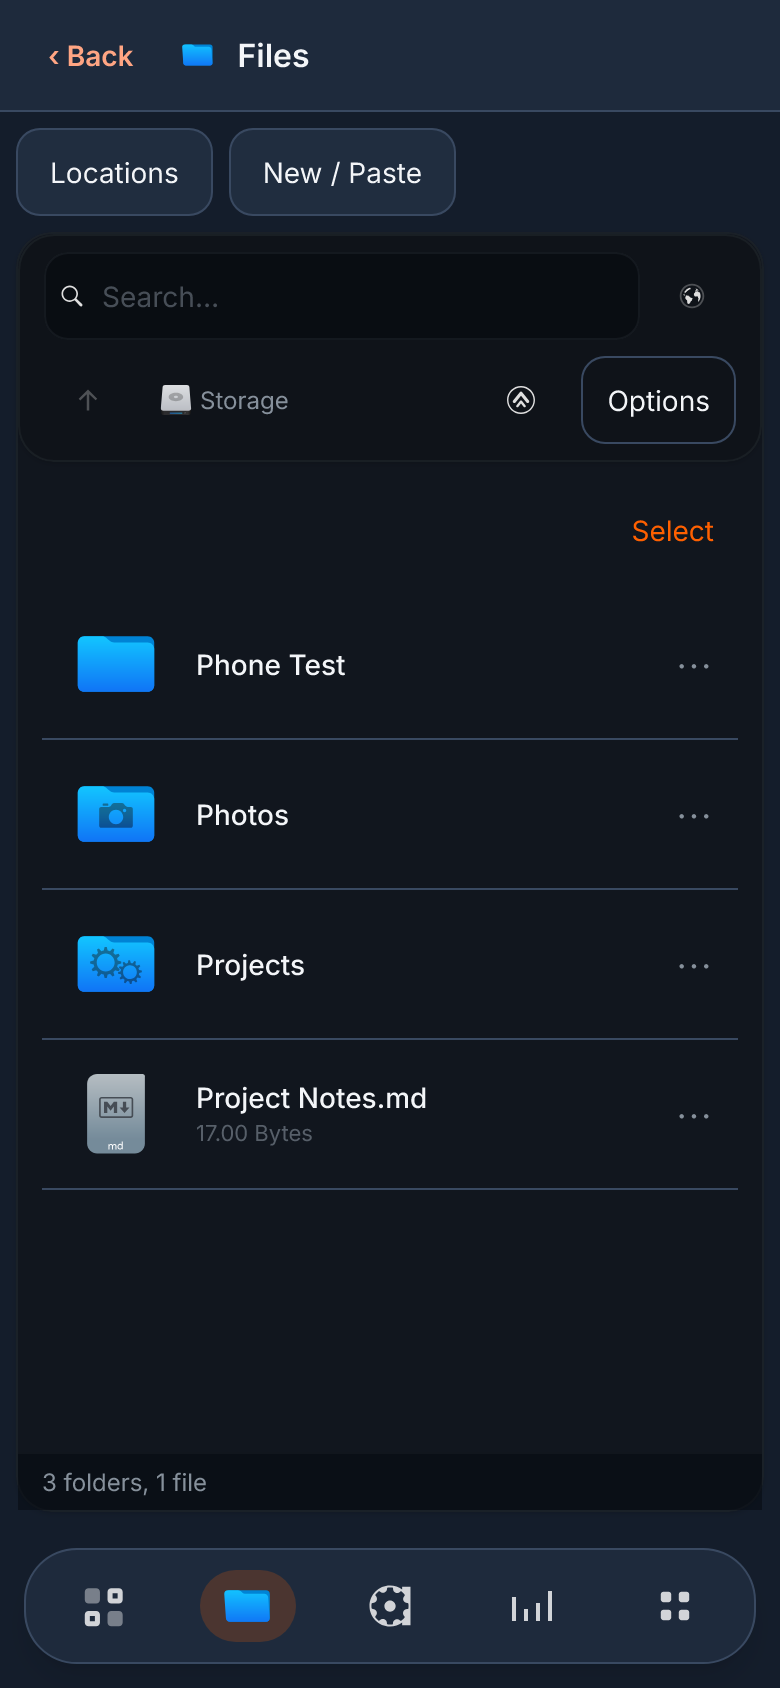 ‹ Back Files
Locations New / Paste
Search...
Storage Options
Select
Phone Test
Photos
Projects
Project Notes.md
17.00 Bytes
M
md
3 folders, 1 file